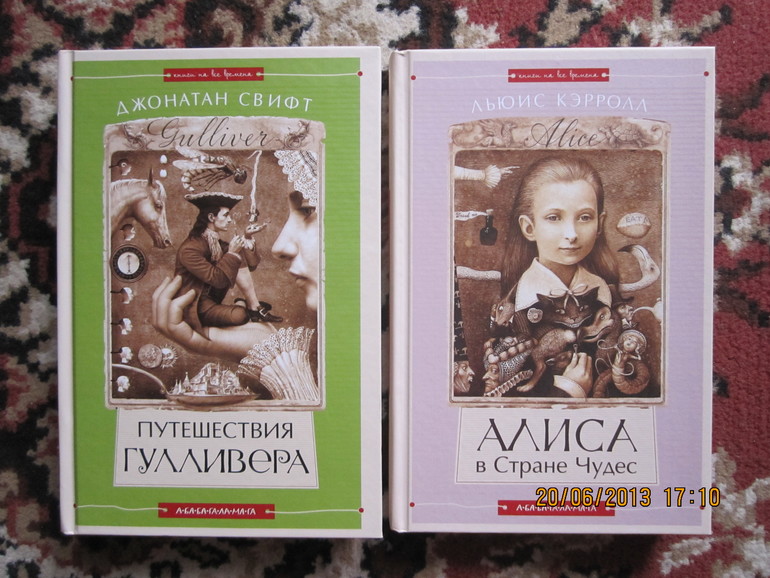 книги на все времена
ДЖОНАТАН СВИФТ
Gulliver
ПУТЕШЕСТВИЯ
ГУЛЛИВЕРА
А-БА-БА-ГА-ЛА-МА-ГА
книги на все времена
ЛЬЮИС КЭРРОЛЛ
Alice
АЛИСА
в Стране Чудес
А-БА-БА-ГА-ЛА-МА-ГА
20/06/2013 17:10